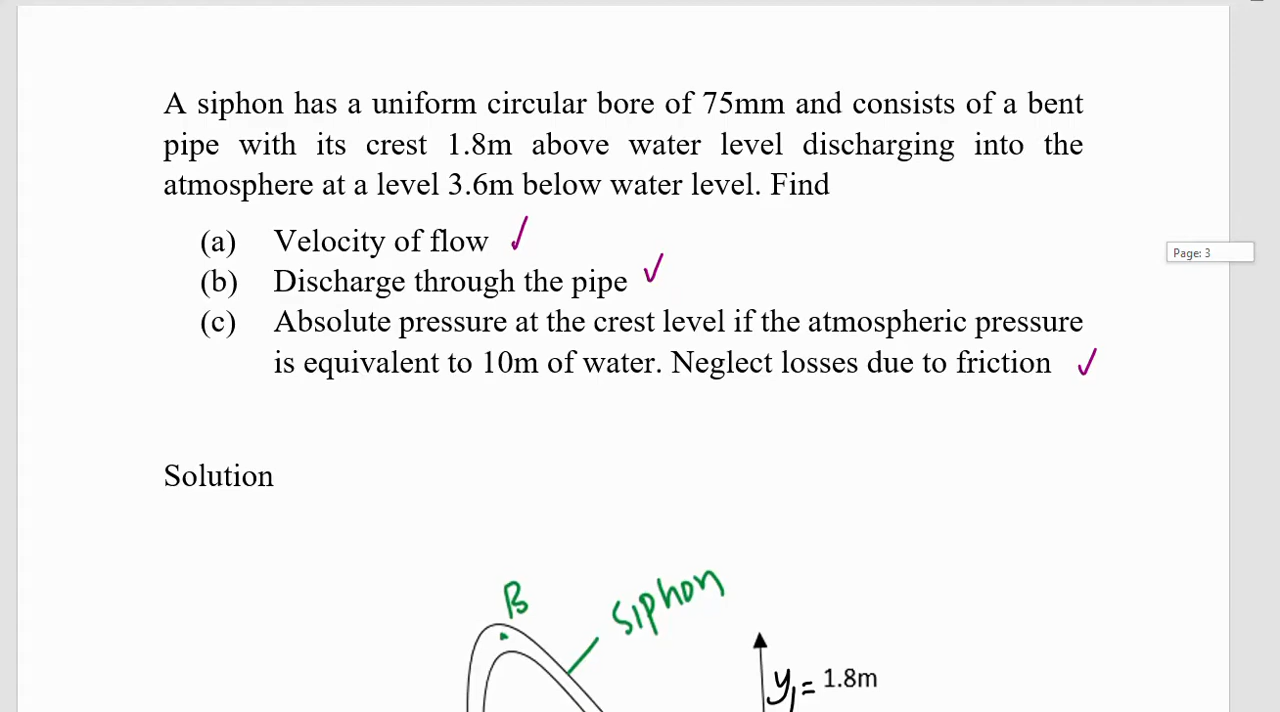 A siphon has a uniform circular bore of 75mm and consists of a bent
pipe with its crest 1.8m above water level discharging into the
atmosphere at a level 3.6m below water level. Find
(a) Velocity of flow
(b) Discharge through the pipe
Page: 3
(c) Absolute pressure at the crest level if the atmospheric pressure
is equivalent to 10m of water. Neglect losses due to friction
Solution
B
siphon
y₁ = 1.8m